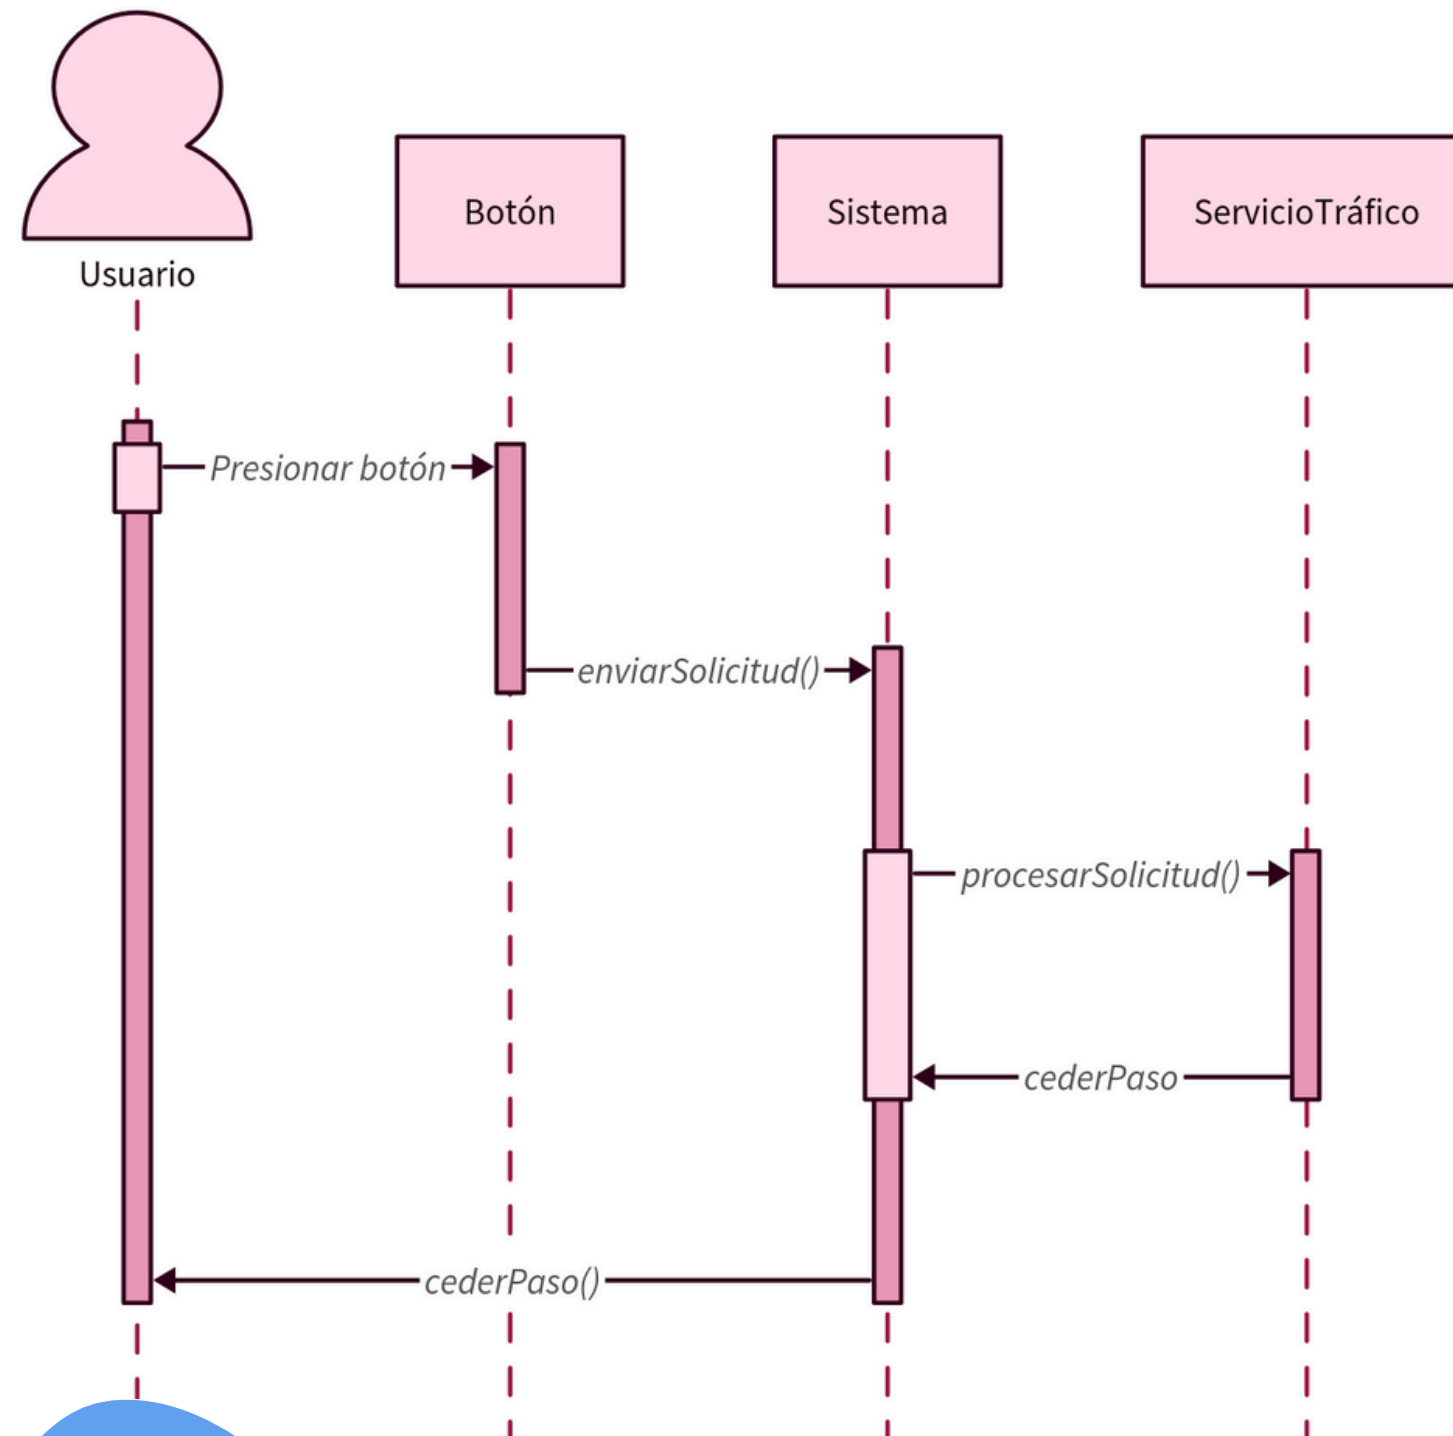 Usuario
Botón
Sistema
ServicioTráfico
Presionar botón
enviarSolicitud()
procesarSolicitud()
cederPaso
cederPaso()